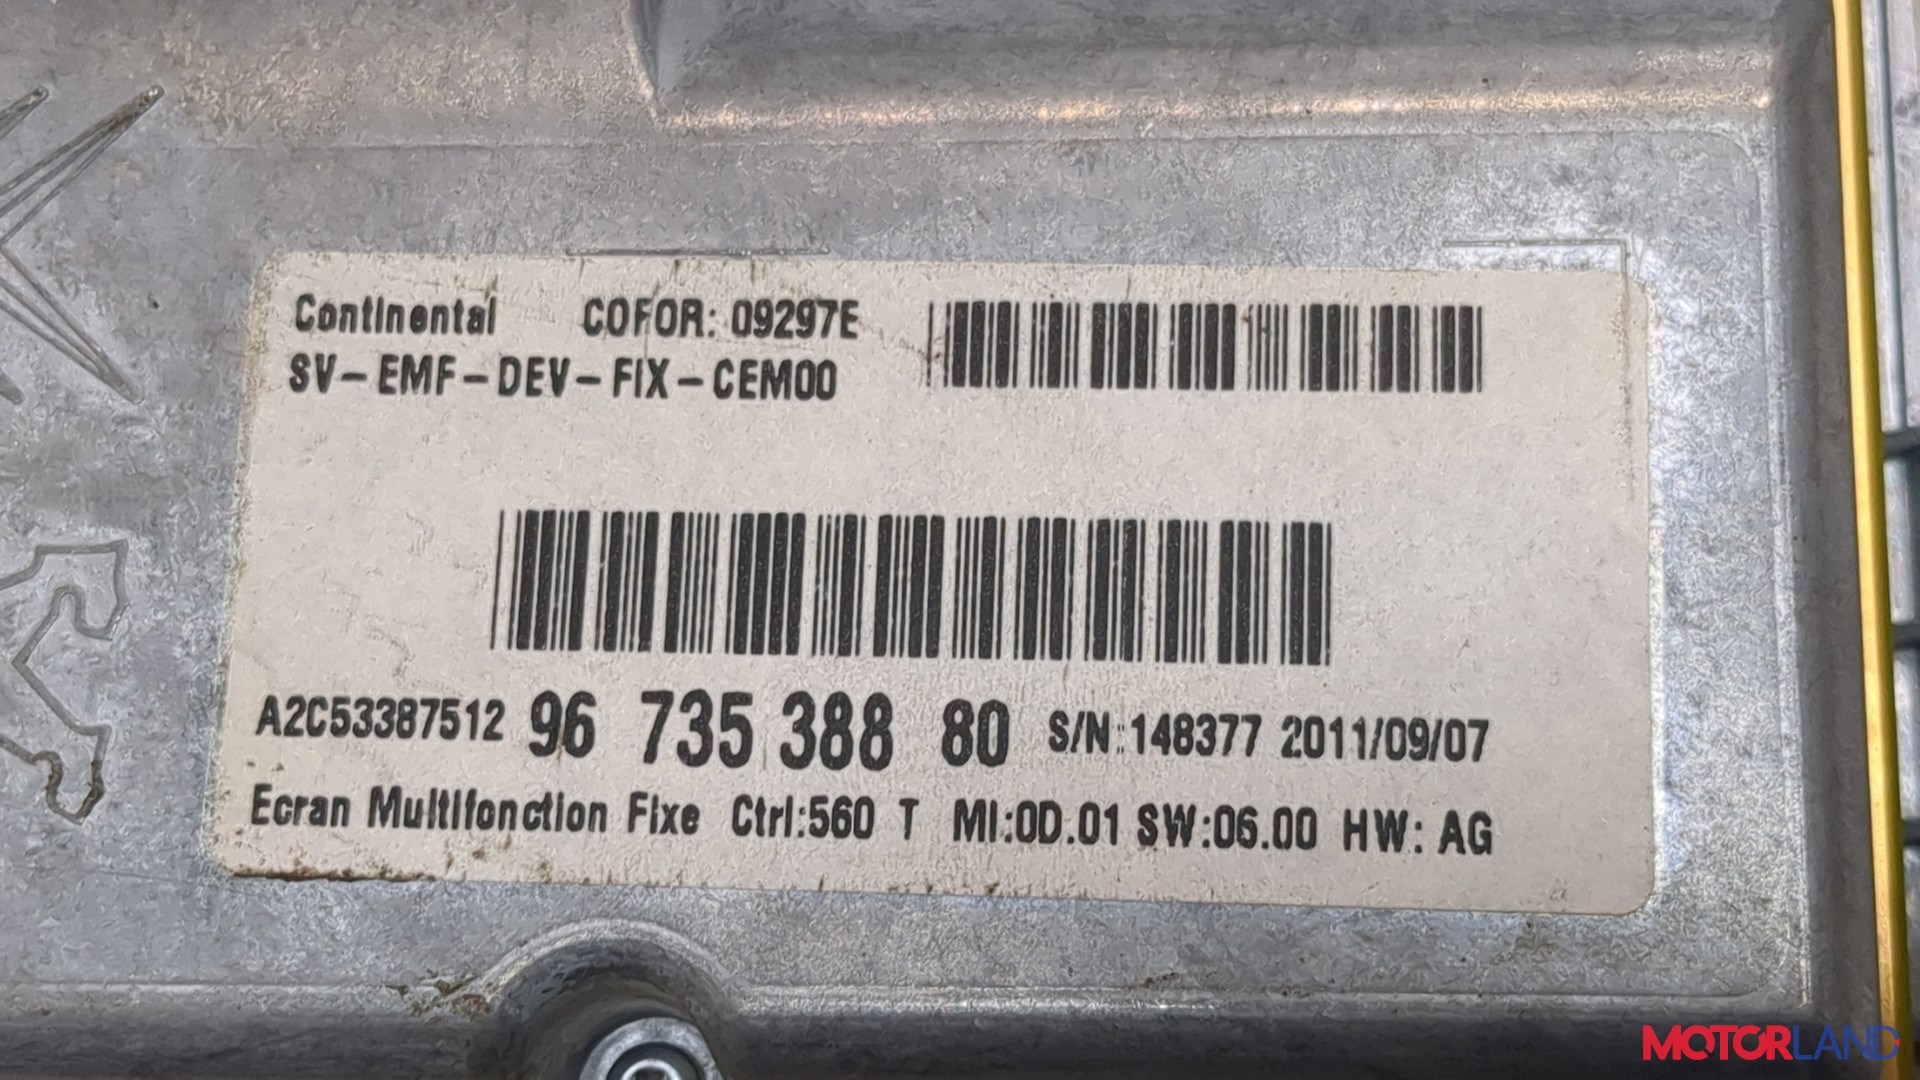 Continental COFOR: 09297E
SV-EMF-DEV-FIX-CEM00
A2C53387512 96 735 388 80 S/N:148377 2011/09/07
Ecran Multifonction Fixe Ctrl:560 T MI:0D.01 SW:06.00 HW: AG
MOTORLAND